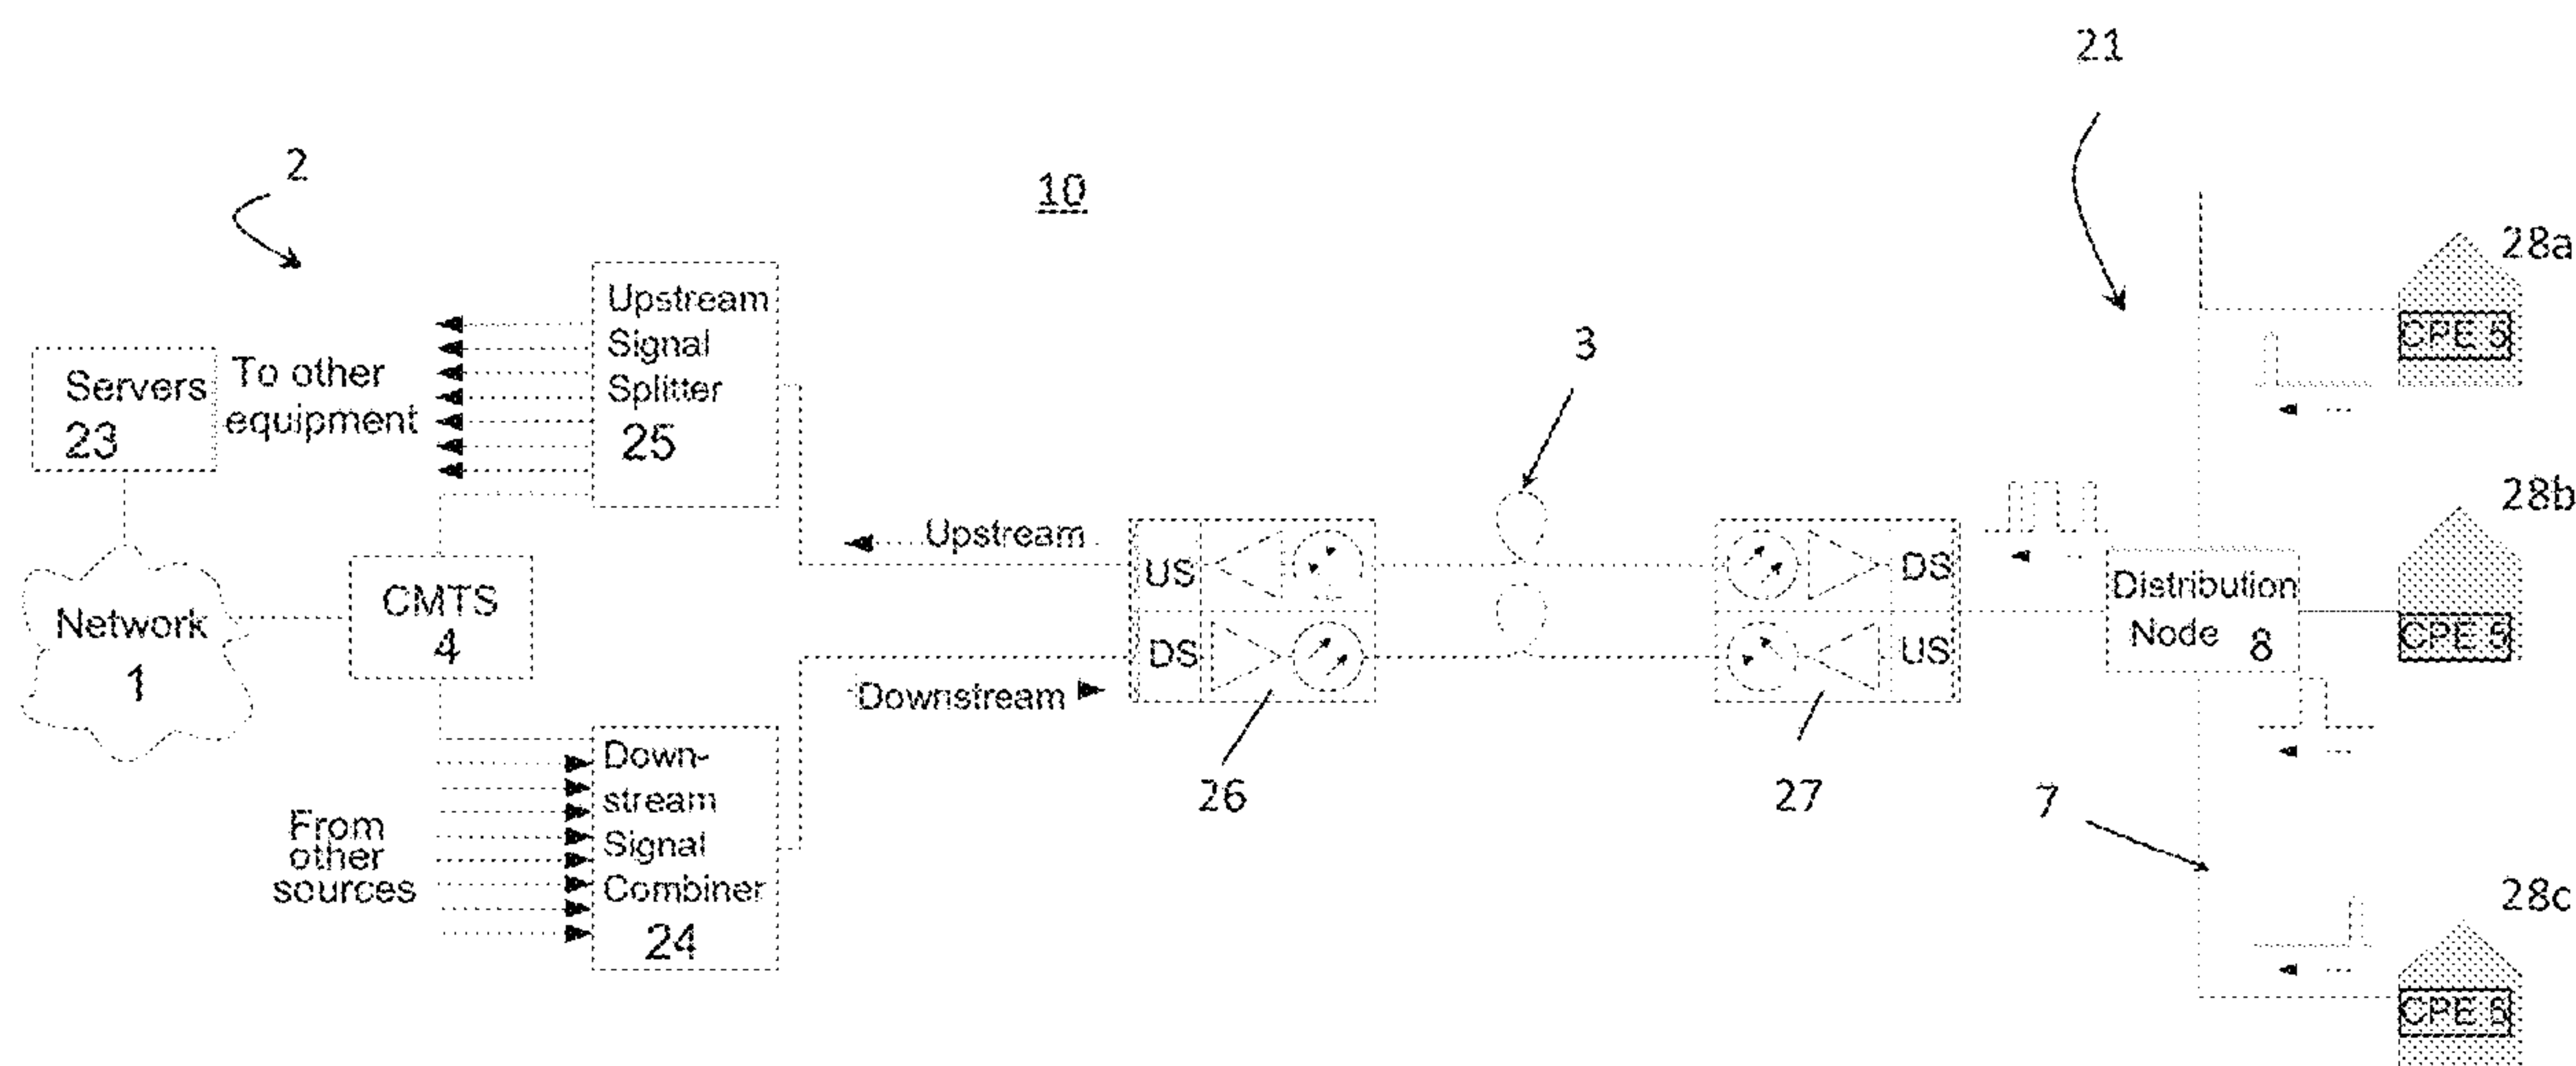 21
2
10
28a
Upstream
Signal
Splitter
25
CPE 5
3
Servers
23
To other
equipment
28b
Upstream
US
DS
DS
US
Distribution
Node 8
CMTS
4
Network
1
CPE 5
Downstream
26
27
7
Down-
stream
Signal
Combiner
24
From
other
sources
28c
CPE 5